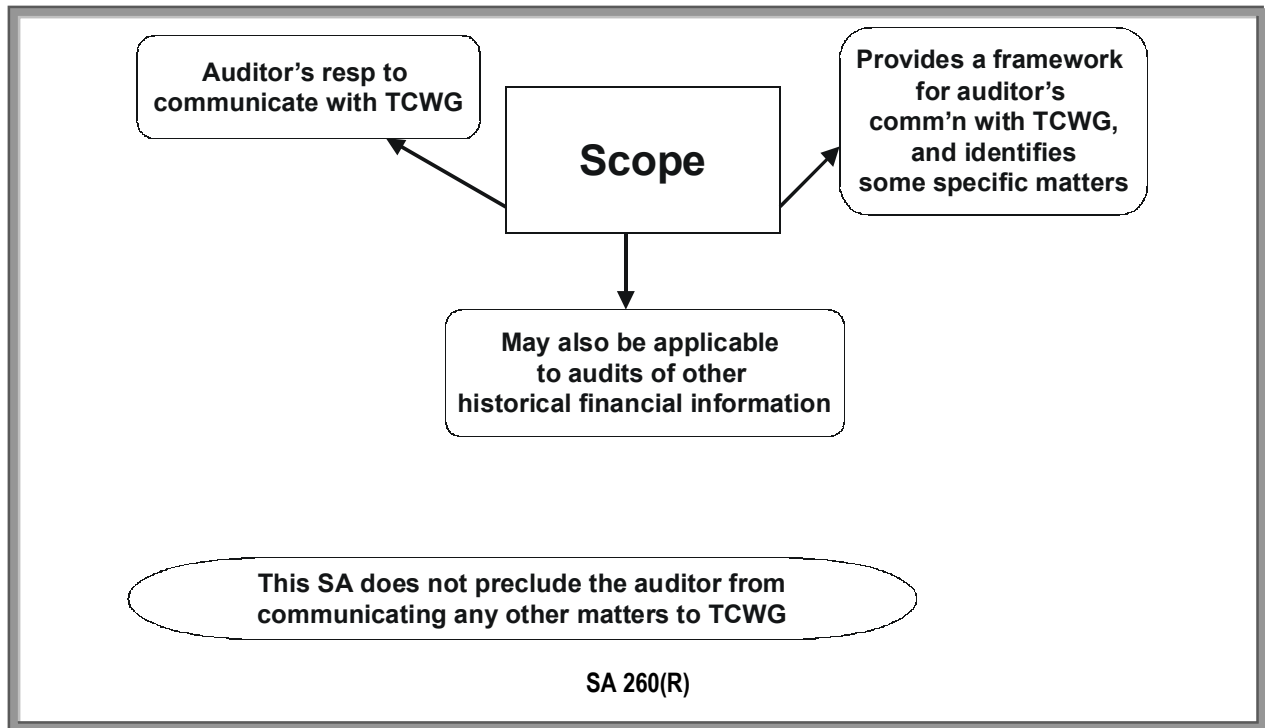 Auditor’s resp to
communicate with TCWG
Scope
Provides a framework
for auditor’s
comm’n with TCWG,
and identifies
some specific matters
May also be applicable
to audits of other
historical financial information
This SA does not preclude the auditor from
communicating any other matters to TCWG
SA 260(R)